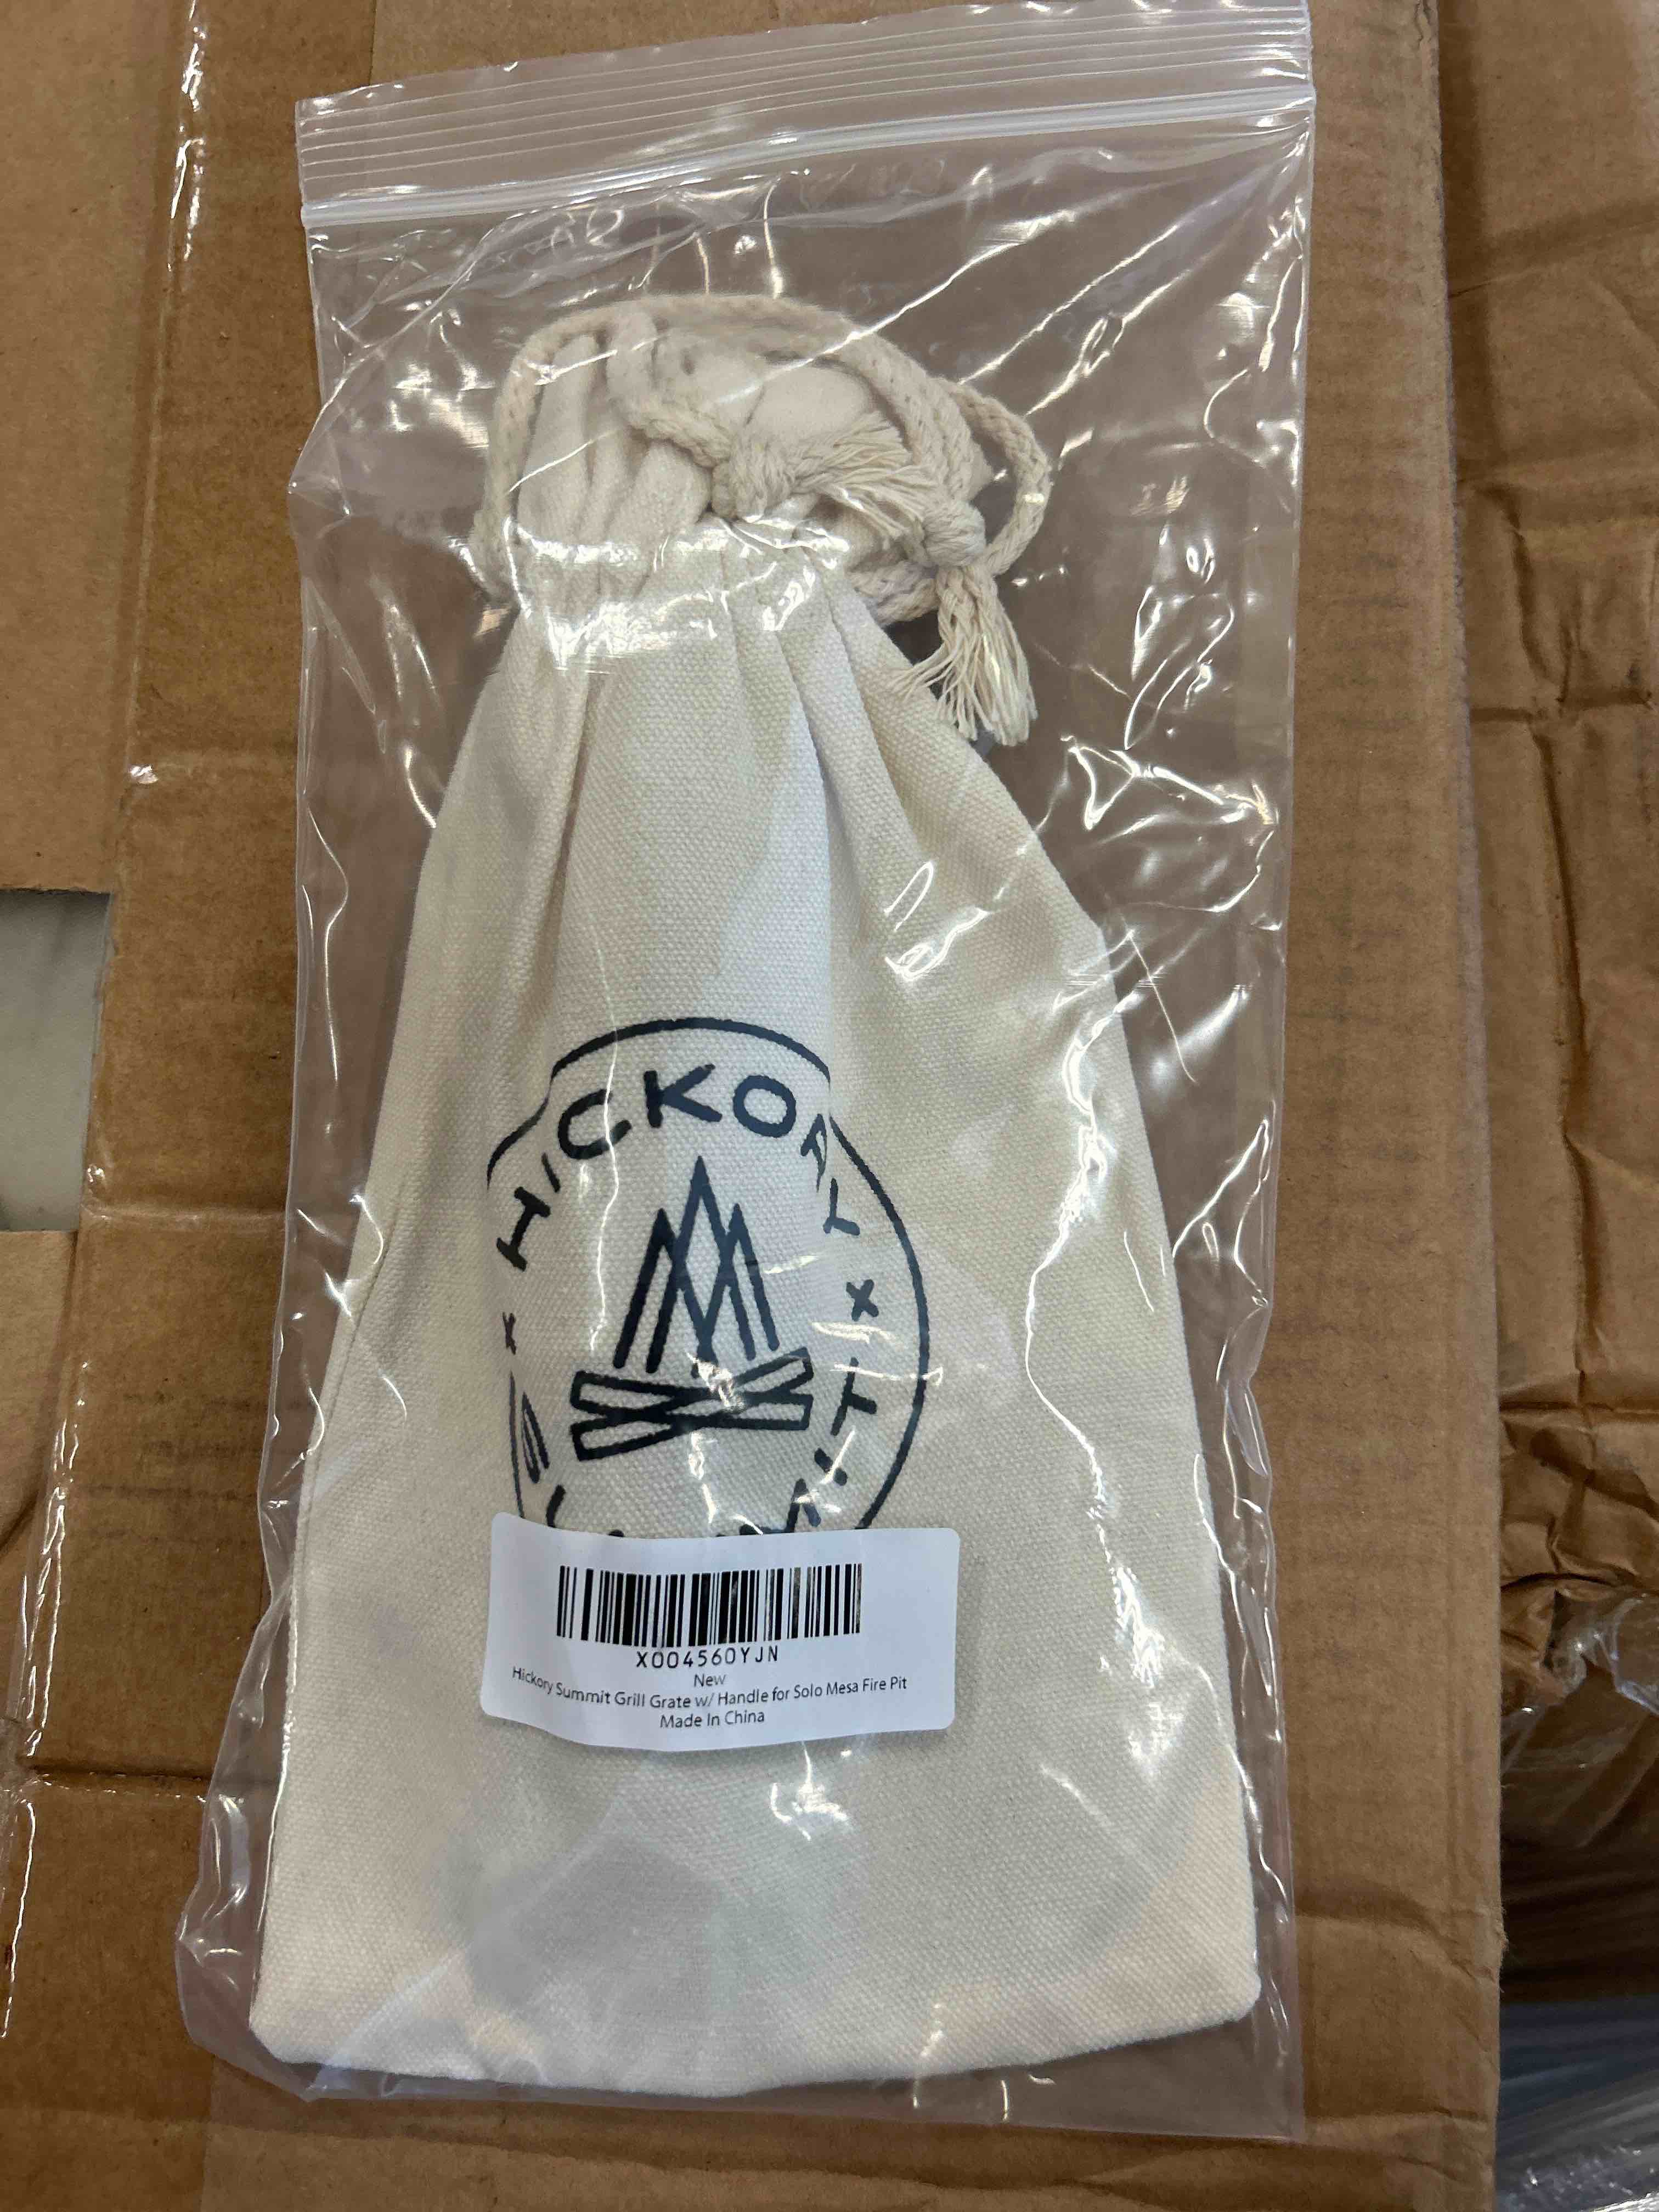 HICKORY
x x
SUMMIT
X004560YJN
New
Hickory Summit Grill Grate w/ Handle for Solo Mesa Fire Pit
Made In China